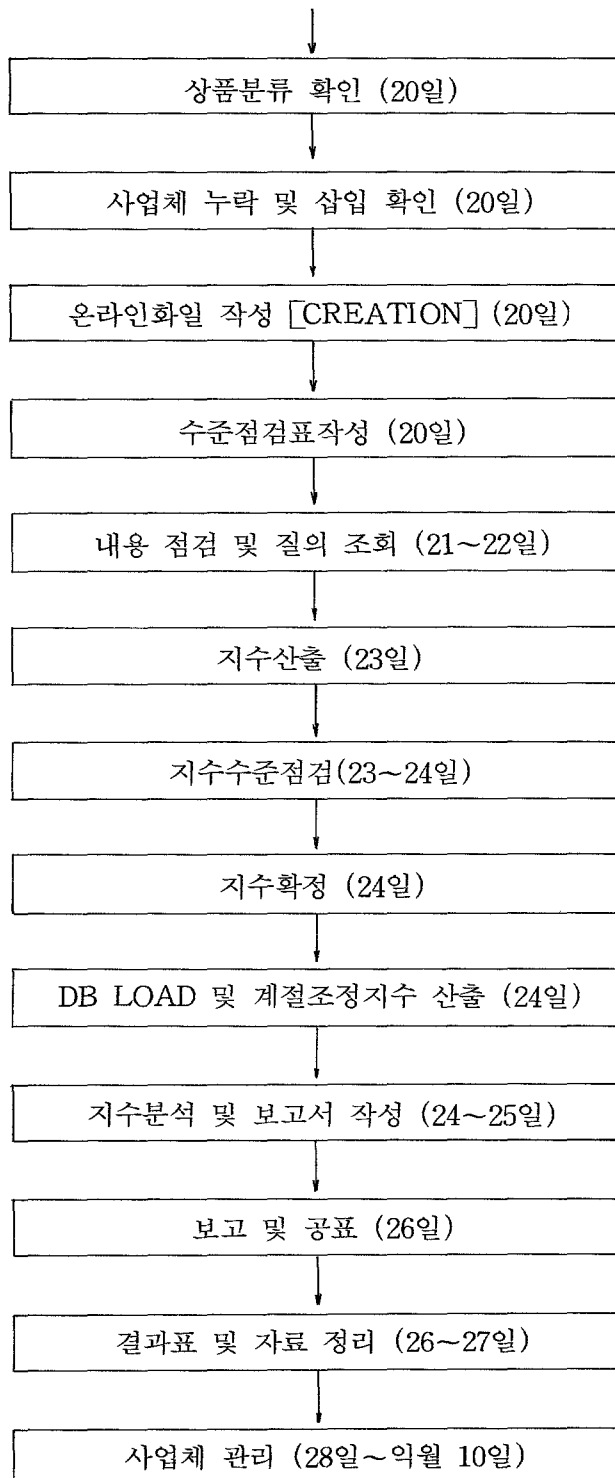 상품분류 확인 (20일)
사업체 누락 및 삽입 확인 (20일)
온라인화일 작성 [CREATION] (20일)
수준점검표작성 (20일)
내용 점검 및 질의 조회 (21~22일)
지수산출 (23일)
지수수준점검(23~24일)
지수확정 (24일)
DB LOAD 및 계절조정지수 산출 (24일)
지수분석 및 보고서 작성 (24~25일)
보고 및 공표 (26일)
결과표 및 자료 정리 (26~27일)
사업체 관리 (28일~익월 10일)